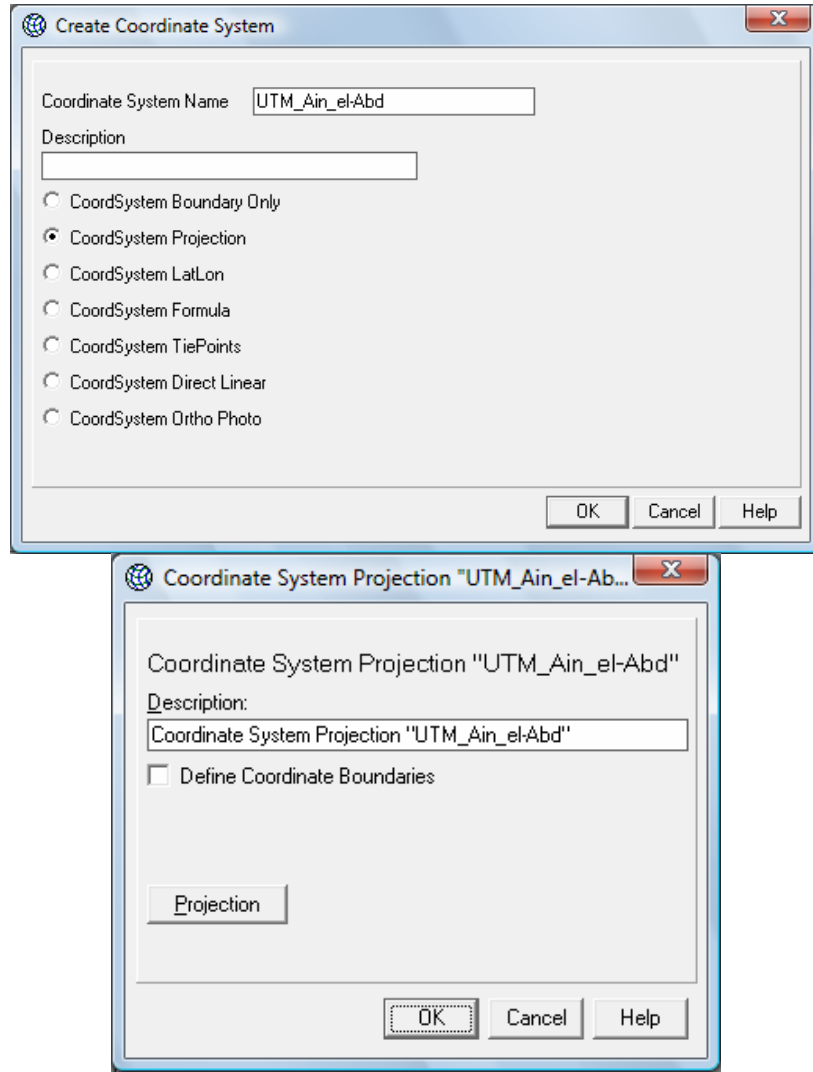 Create Coordinate System
Coordinate System Name UTM_Ain_el-Abd
Description
CoordSystem Boundary Only
CoordSystem Projection
CoordSystem LatLon
CoordSystem Formula
CoordSystem TiePoints
CoordSystem Direct Linear
CoordSystem Ortho Photo
OK Cancel Help
Coordinate System Projection "UTM_Ain_el-Ab...
Coordinate System Projection "UTM_Ain_el-Abd"
Description:
Coordinate System Projection "UTM_Ain_el-Abd"
Define Coordinate Boundaries
Projection
OK Cancel Help